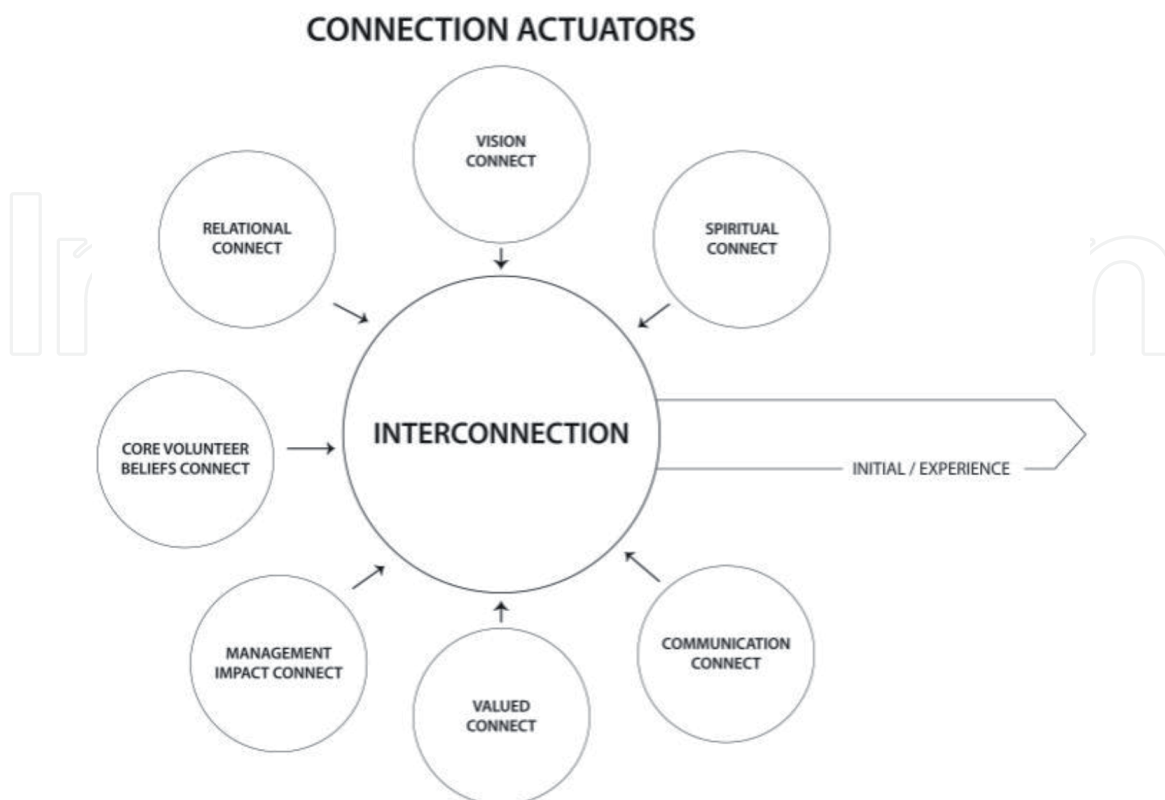 CONNECTION ACTUATORS
VISION
CONNECT
RELATIONAL
CONNECT
SPIRITUAL
CONNECT
INTERCONNECTION
CORE VOLUNTEER
BELIEFS CONNECT
INITIAL / EXPERIENCE
MANAGEMENT
IMPACT CONNECT
COMMUNICATION
CONNECT
VALUED
CONNECT